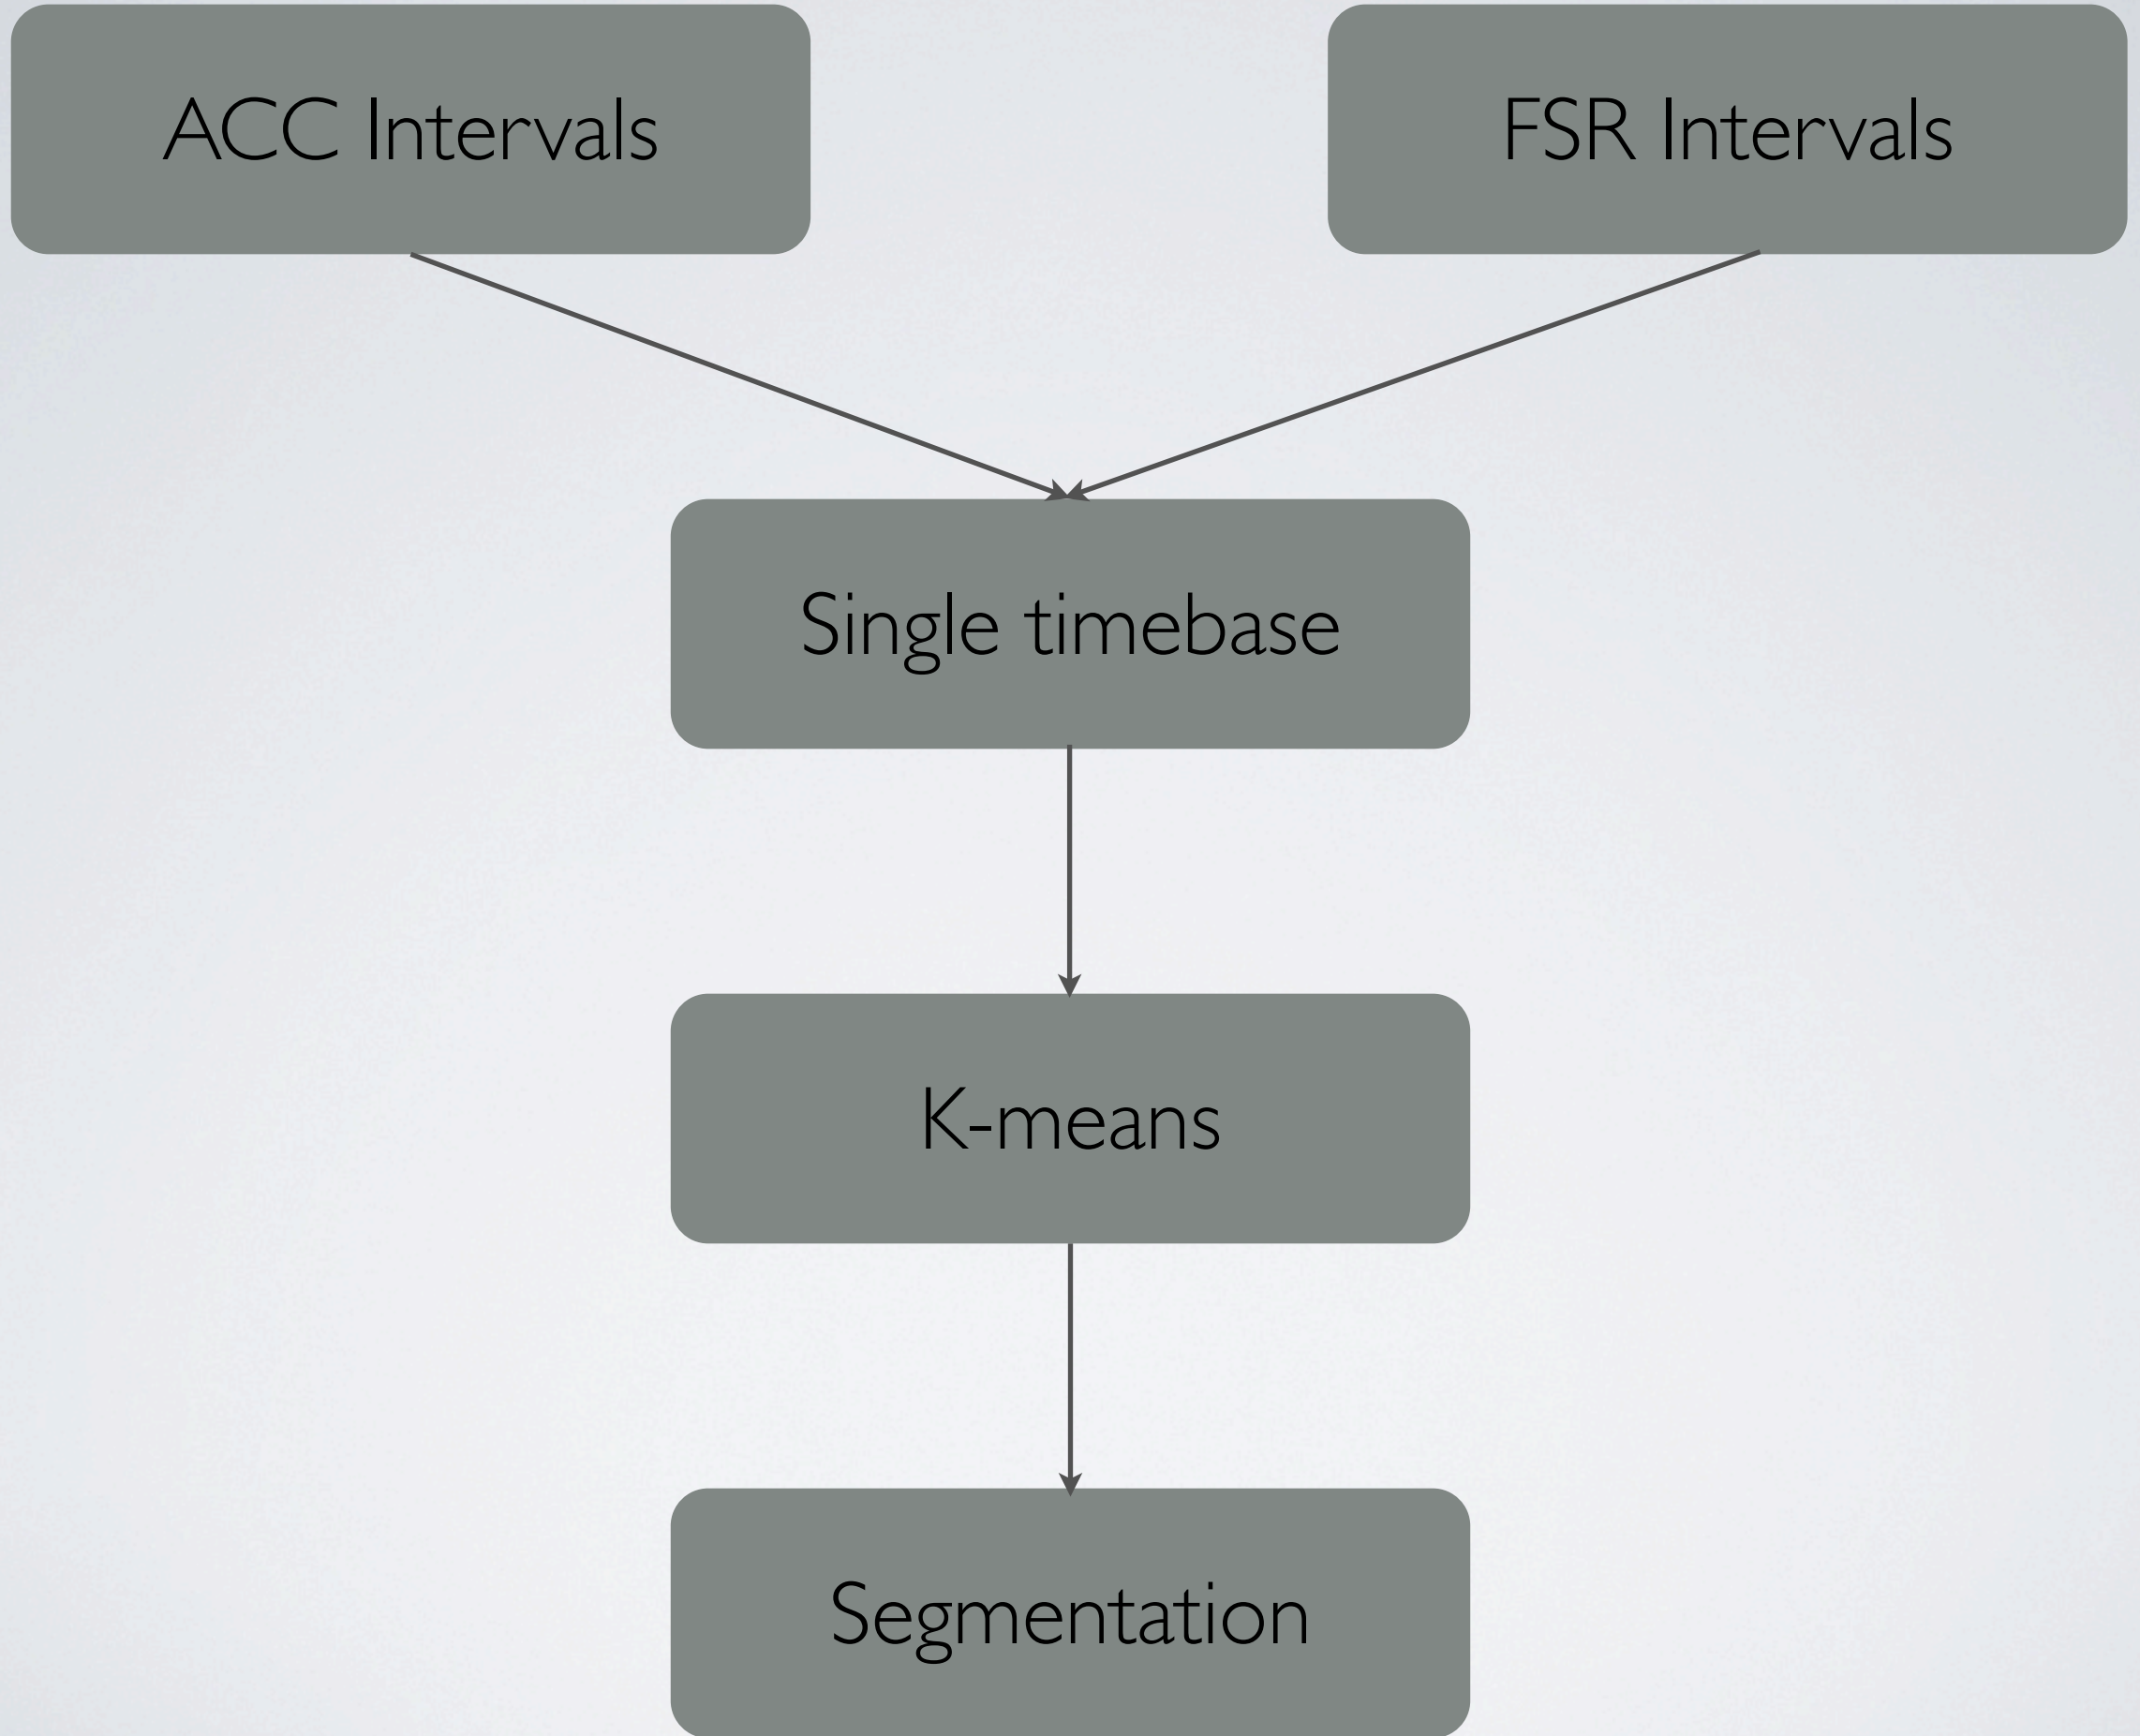 ACC Intervals
FSR Intervals
Single timebase
K-means
Segmentation